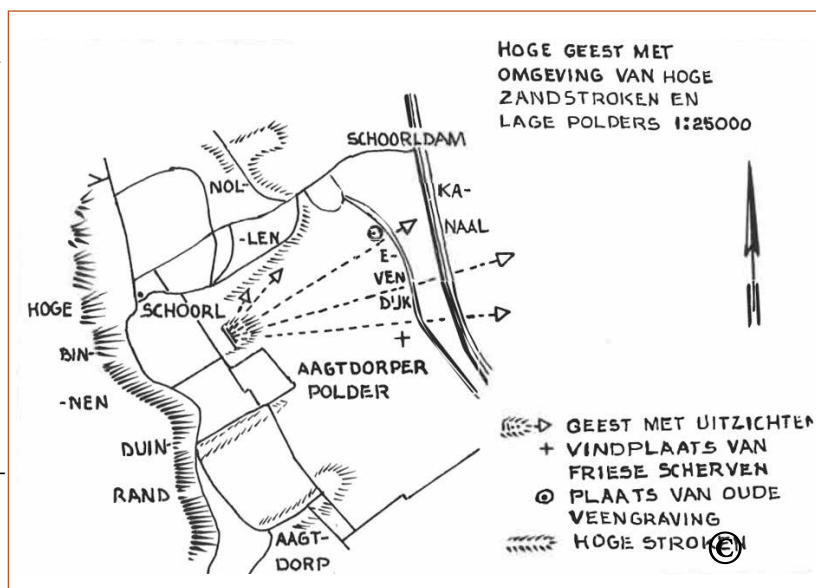 HOGE GEEST MET
OMGEVING VAN HOGE
ZANDSTROKEN EN
LAGE POLDERS 1:25000
SCHOORLDAM
NOL-
-LEN
KA-
NAAL
E-
VEN
DIJK
SCHOORL
HOGE
BIN-
-NEN
DUIN-
RAND
AAGTDORPER
POLDER
AAGT-
DORP
GEEST MET UITZICHTEN
VINDPLAATS VAN
FRIESE SCHERVEN
PLAATS VAN OUDE
VEENGRAVING
HOGE STROKEN
©